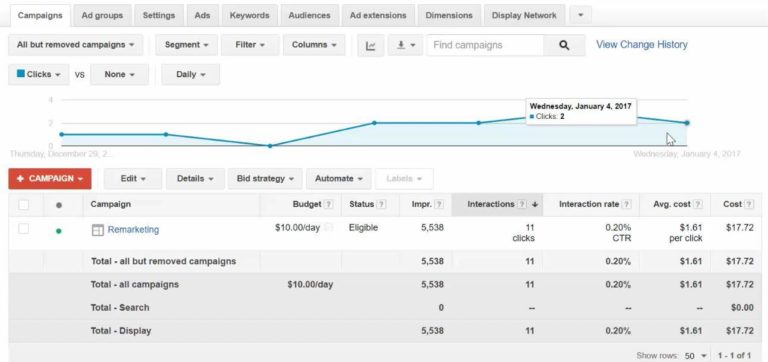 Campaigns Ad groups Settings Ads Keywords Audiences Ad extensions Dimensions Display Network
All but removed campaigns Segment Filter Columns Find campaigns View Change History
Clicks VS None Daily
4
2
Wednesday, January 4, 2017
Clicks: 2
Thursday, December 29, 2... Wednesday, January 4, 2017
+ CAMPAIGN Edit Details Bid strategy Automate Labels
Campaign Budget ? Status ? Impr. ? Interactions ? Interaction rate ? Avg. cost ? Cost ?
Remarketing $10.00/day Eligible 5,538 11 0.20% $1.61 $17.72
clicks CTR per click
Total - all but removed campaigns 5,538 11 0.20% $1.61 $17.72
Total - all campaigns $10.00/day 5,538 11 0.20% $1.61 $17.72
Total - Search 0 -- -- -- $0.00
Total - Display 5,538 11 0.20% $1.61 $17.72
Show rows: 50 1 - 1 of 1